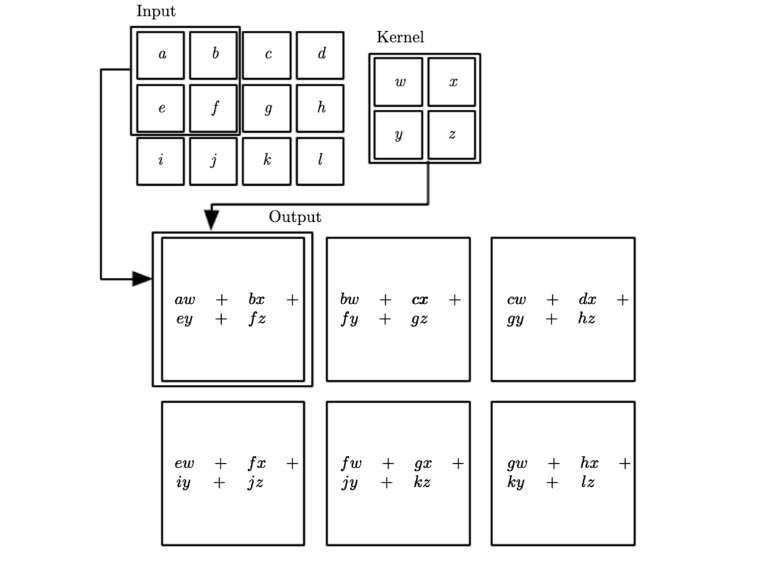 Input
Kernel
a b c d
w x
e f g h
y z
i j k l
Output
aw + bx +
ey + fz
bw + cx +
fy + gz
cw + dx +
gy + hz
ew + fx +
iy + jz
fw + gx +
jy + kz
gw + hx +
ky + lz